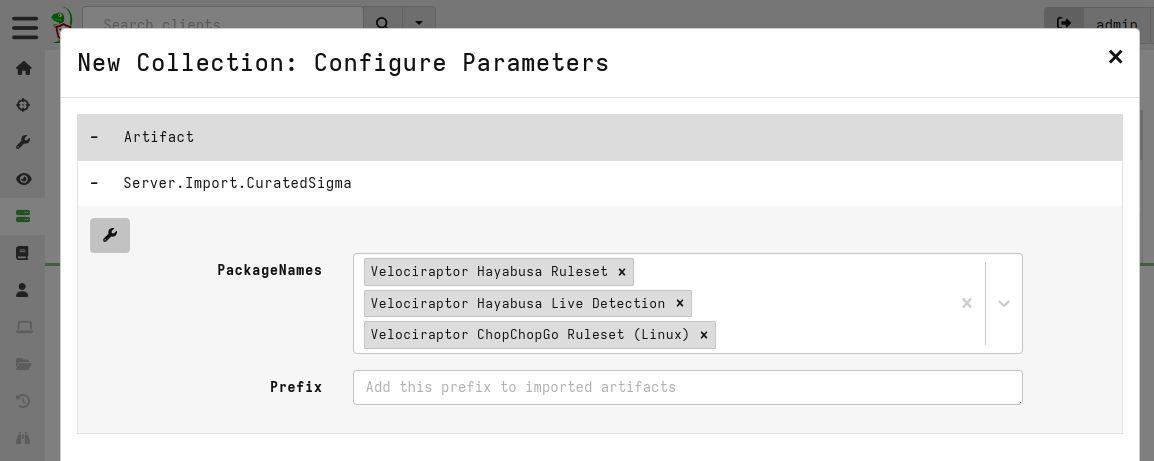 Search clients
admin
New Collection: Configure Parameters
- Artifact
- Server.Import.CuratedSigma
PackageNames
Velociraptor Hayabusa Ruleset
Velociraptor Hayabusa Live Detection
Velociraptor ChopChopGo Ruleset (Linux)
Prefix
Add this prefix to imported artifacts